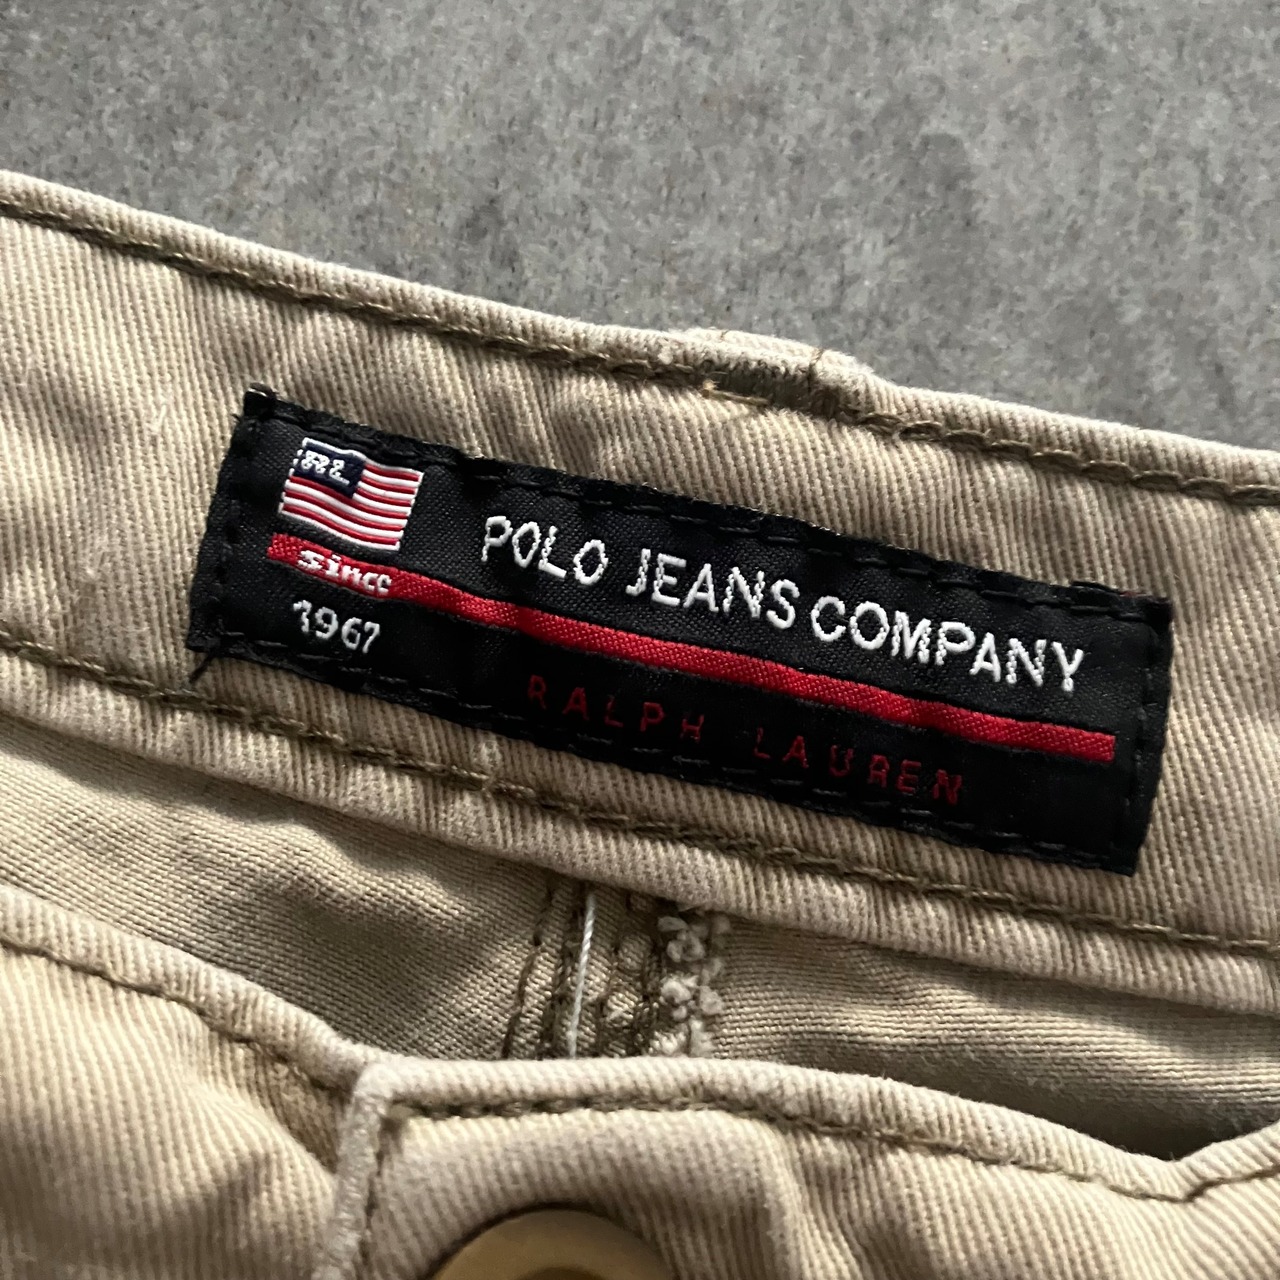 RL
POLO JEANS COMPANY
since
1967
RALPH LAUREN